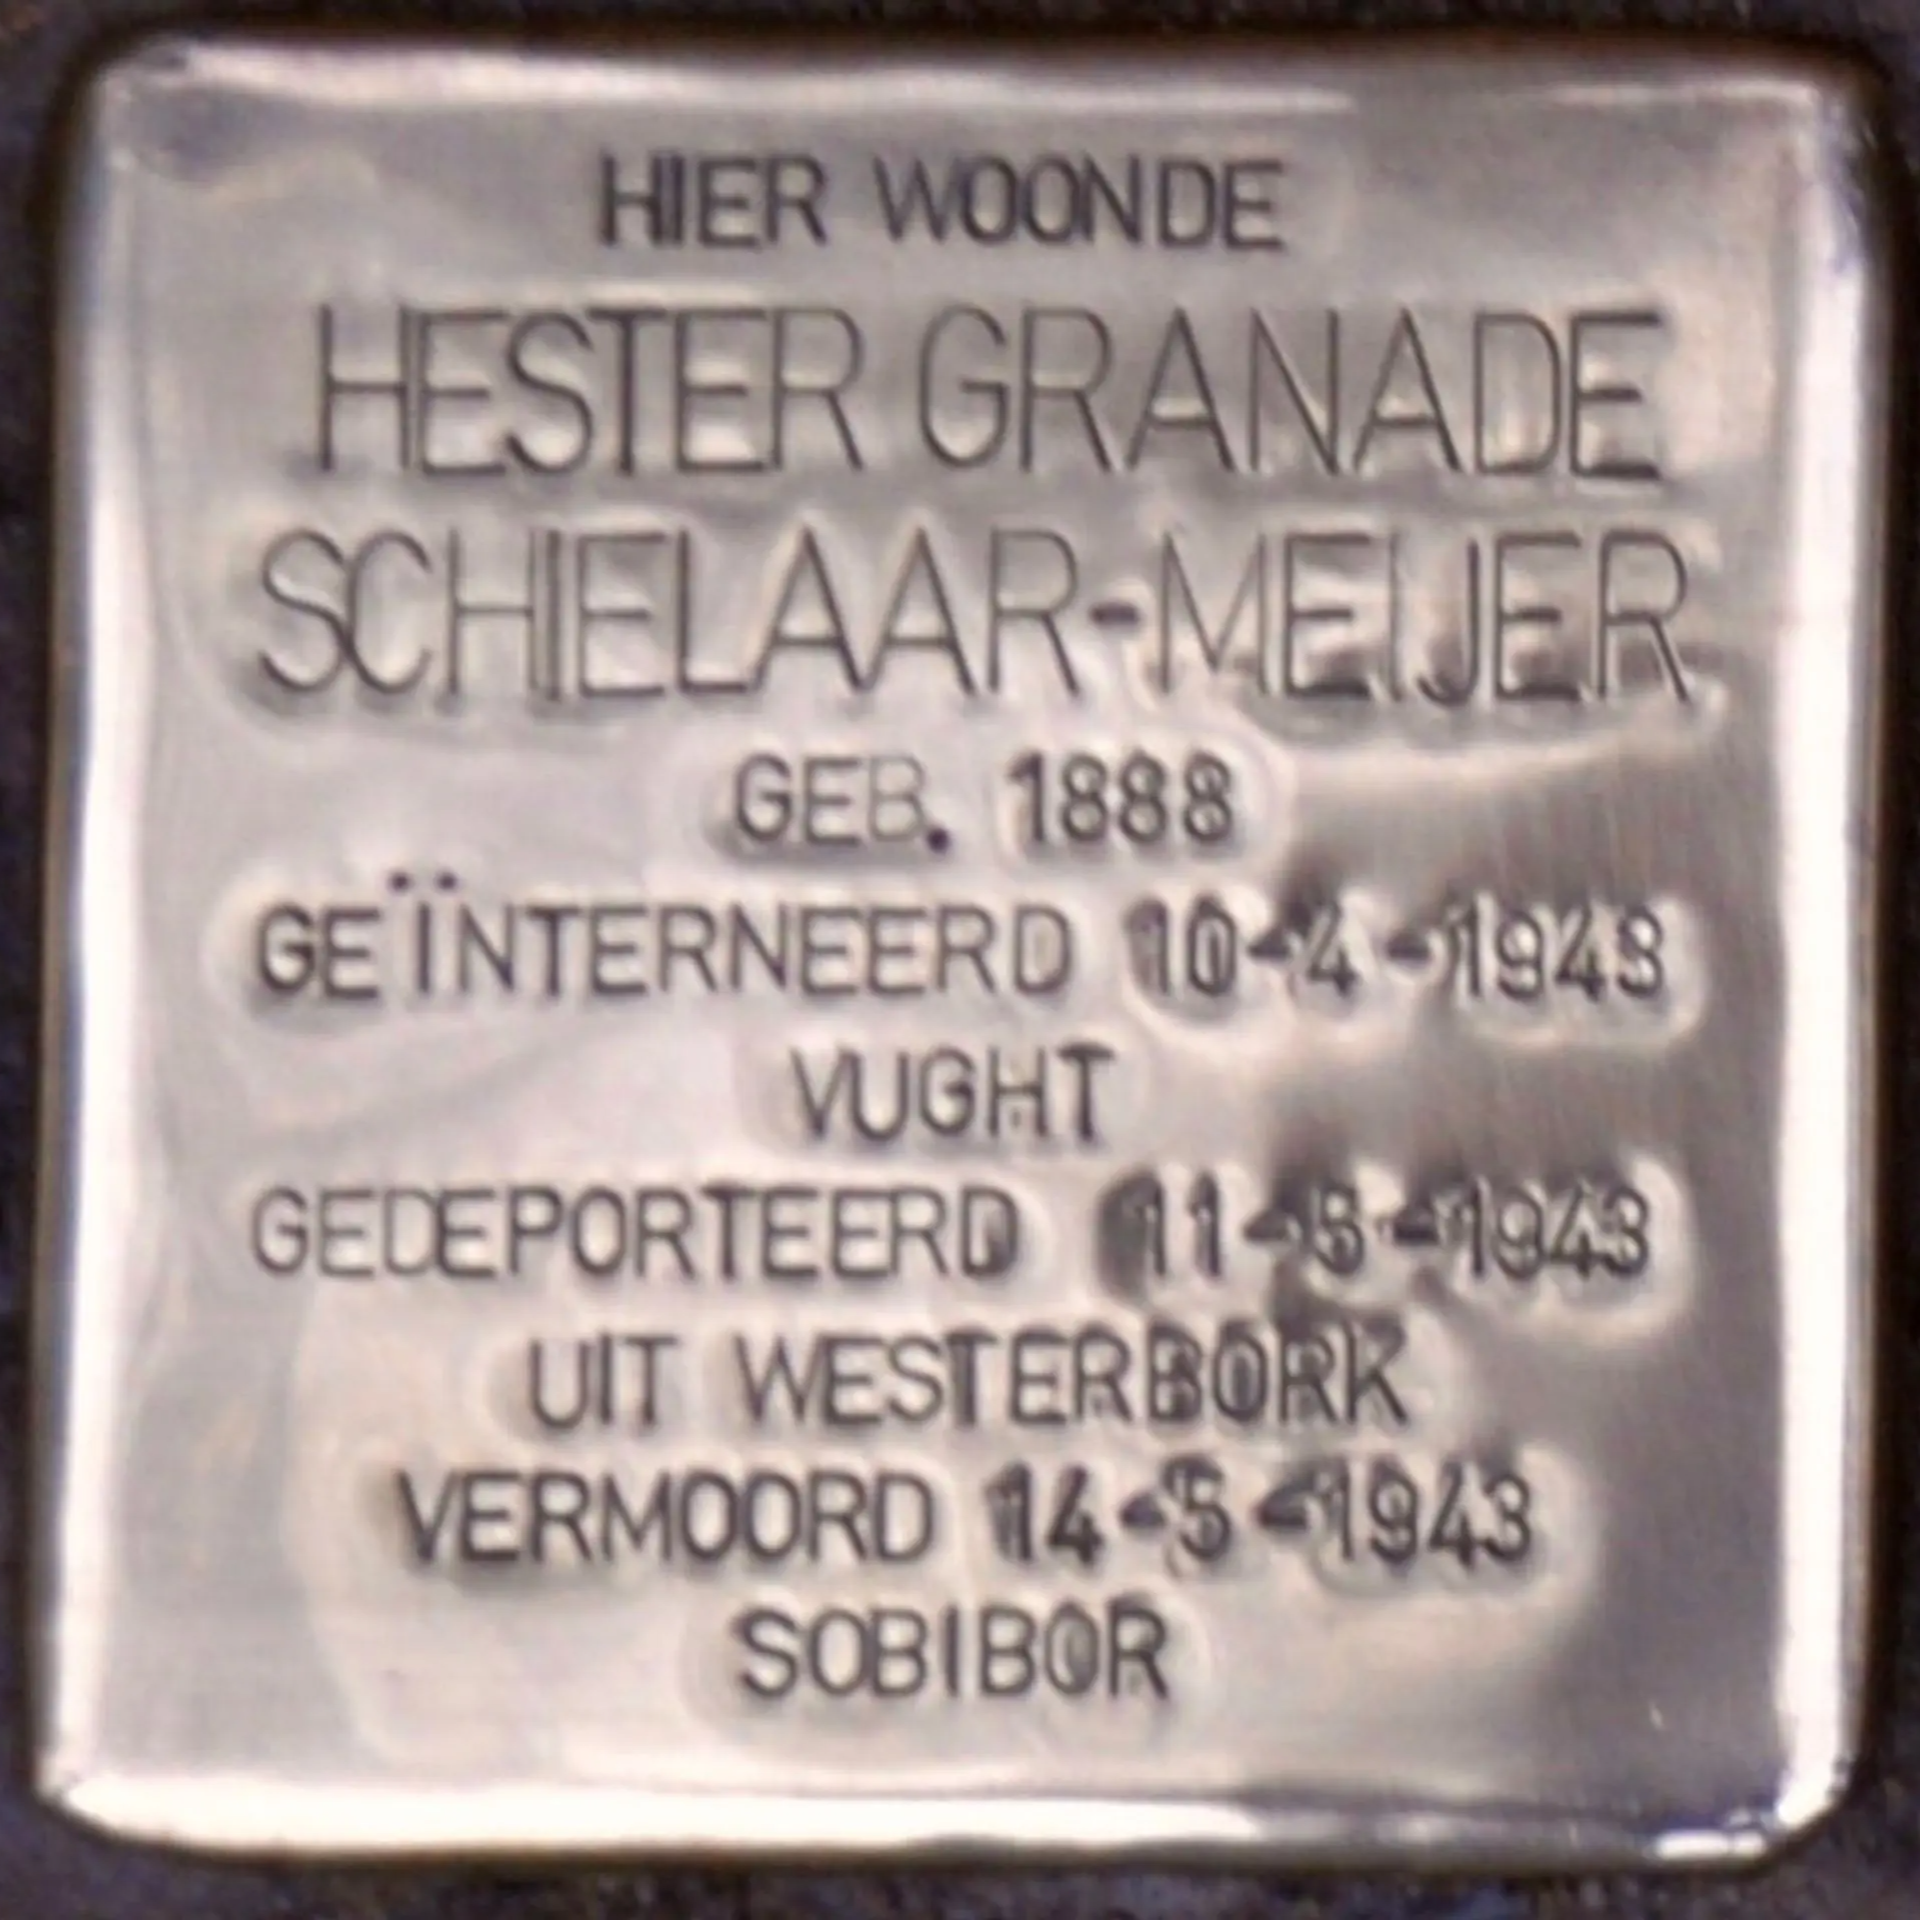 HIER WOONDE
HESTER GRANADE
SCHIELAAR-MEIJER
GEB. 1888
GEÏNTERNEERD 10-4-1943
VUGHT
GEDEPORTEERD 11-5-1943
UIT WESTERBORK
VERMOORD 14-5-1943
SOBIBOR